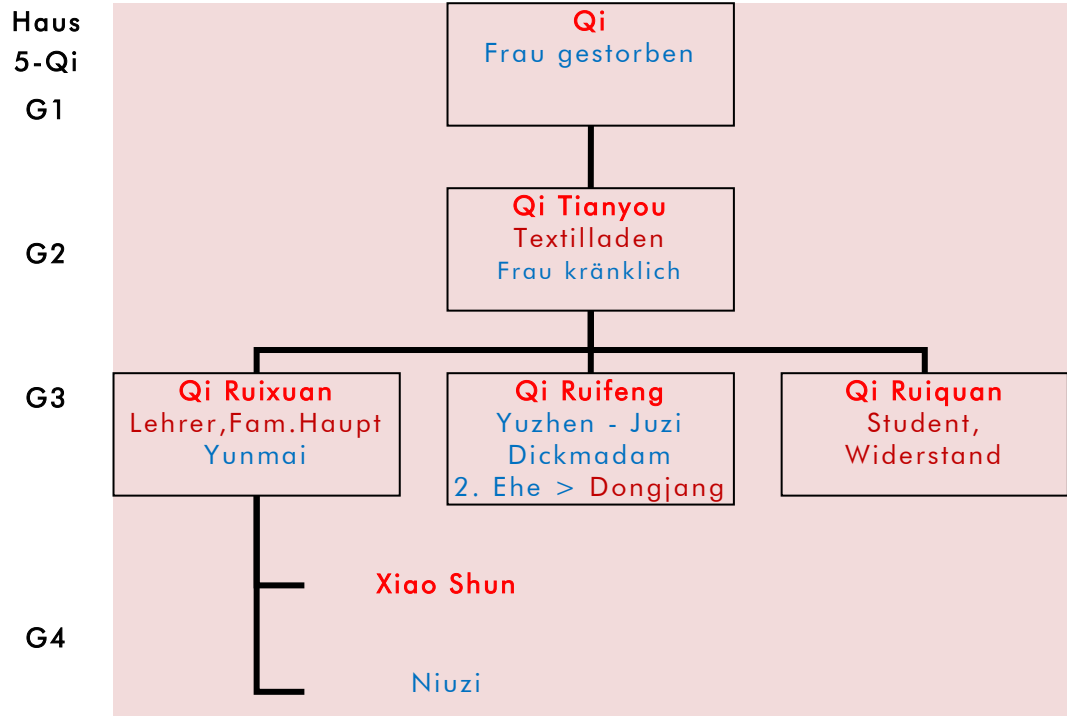 Haus
5-Qi
G1
Qi
Frau gestorben
G2
Qi Tianyou
Textilladen
Frau kränklich
G3
Qi Ruixuan
Lehrer,Fam.Haupt
Yunmai
Qi Ruifeng
Yuzhen - Juzi
Dickmadam
2. Ehe > Dongjang
Qi Ruiquan
Student,
Widerstand
Xiao Shun
G4
Niuzi